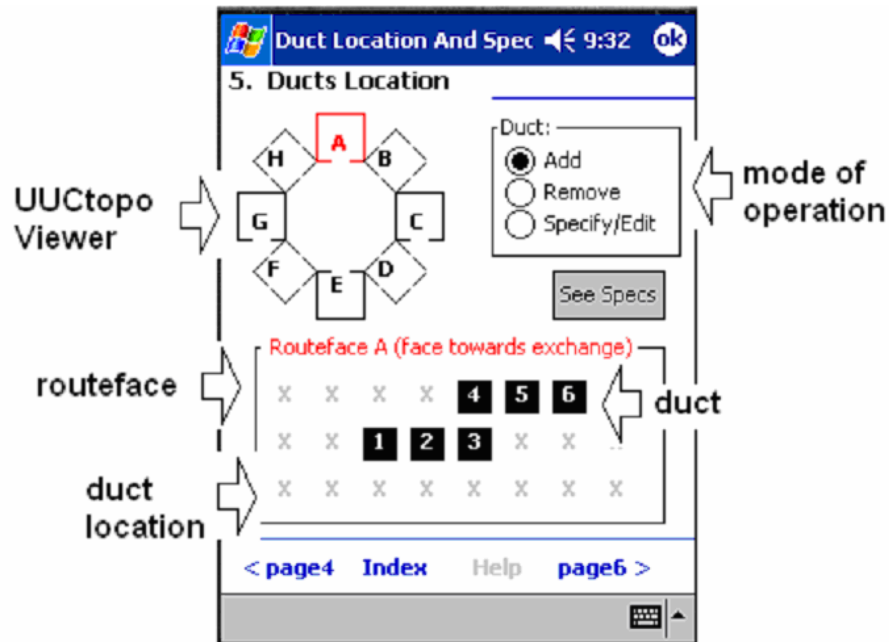 Duct Location And Spec 9:32 ok
5. Ducts Location
A
H B
G C
F D
E
Duct:
Add
Remove
Specify/Edit
See Specs
UUCtopo
Viewer
mode of
operation
Routeface A (face towards exchange)
routeface
X X X X 4 5 6
duct
X X 1 2 3 X X
duct
location
X X X X X X X X
< page4 Index Help page6 >